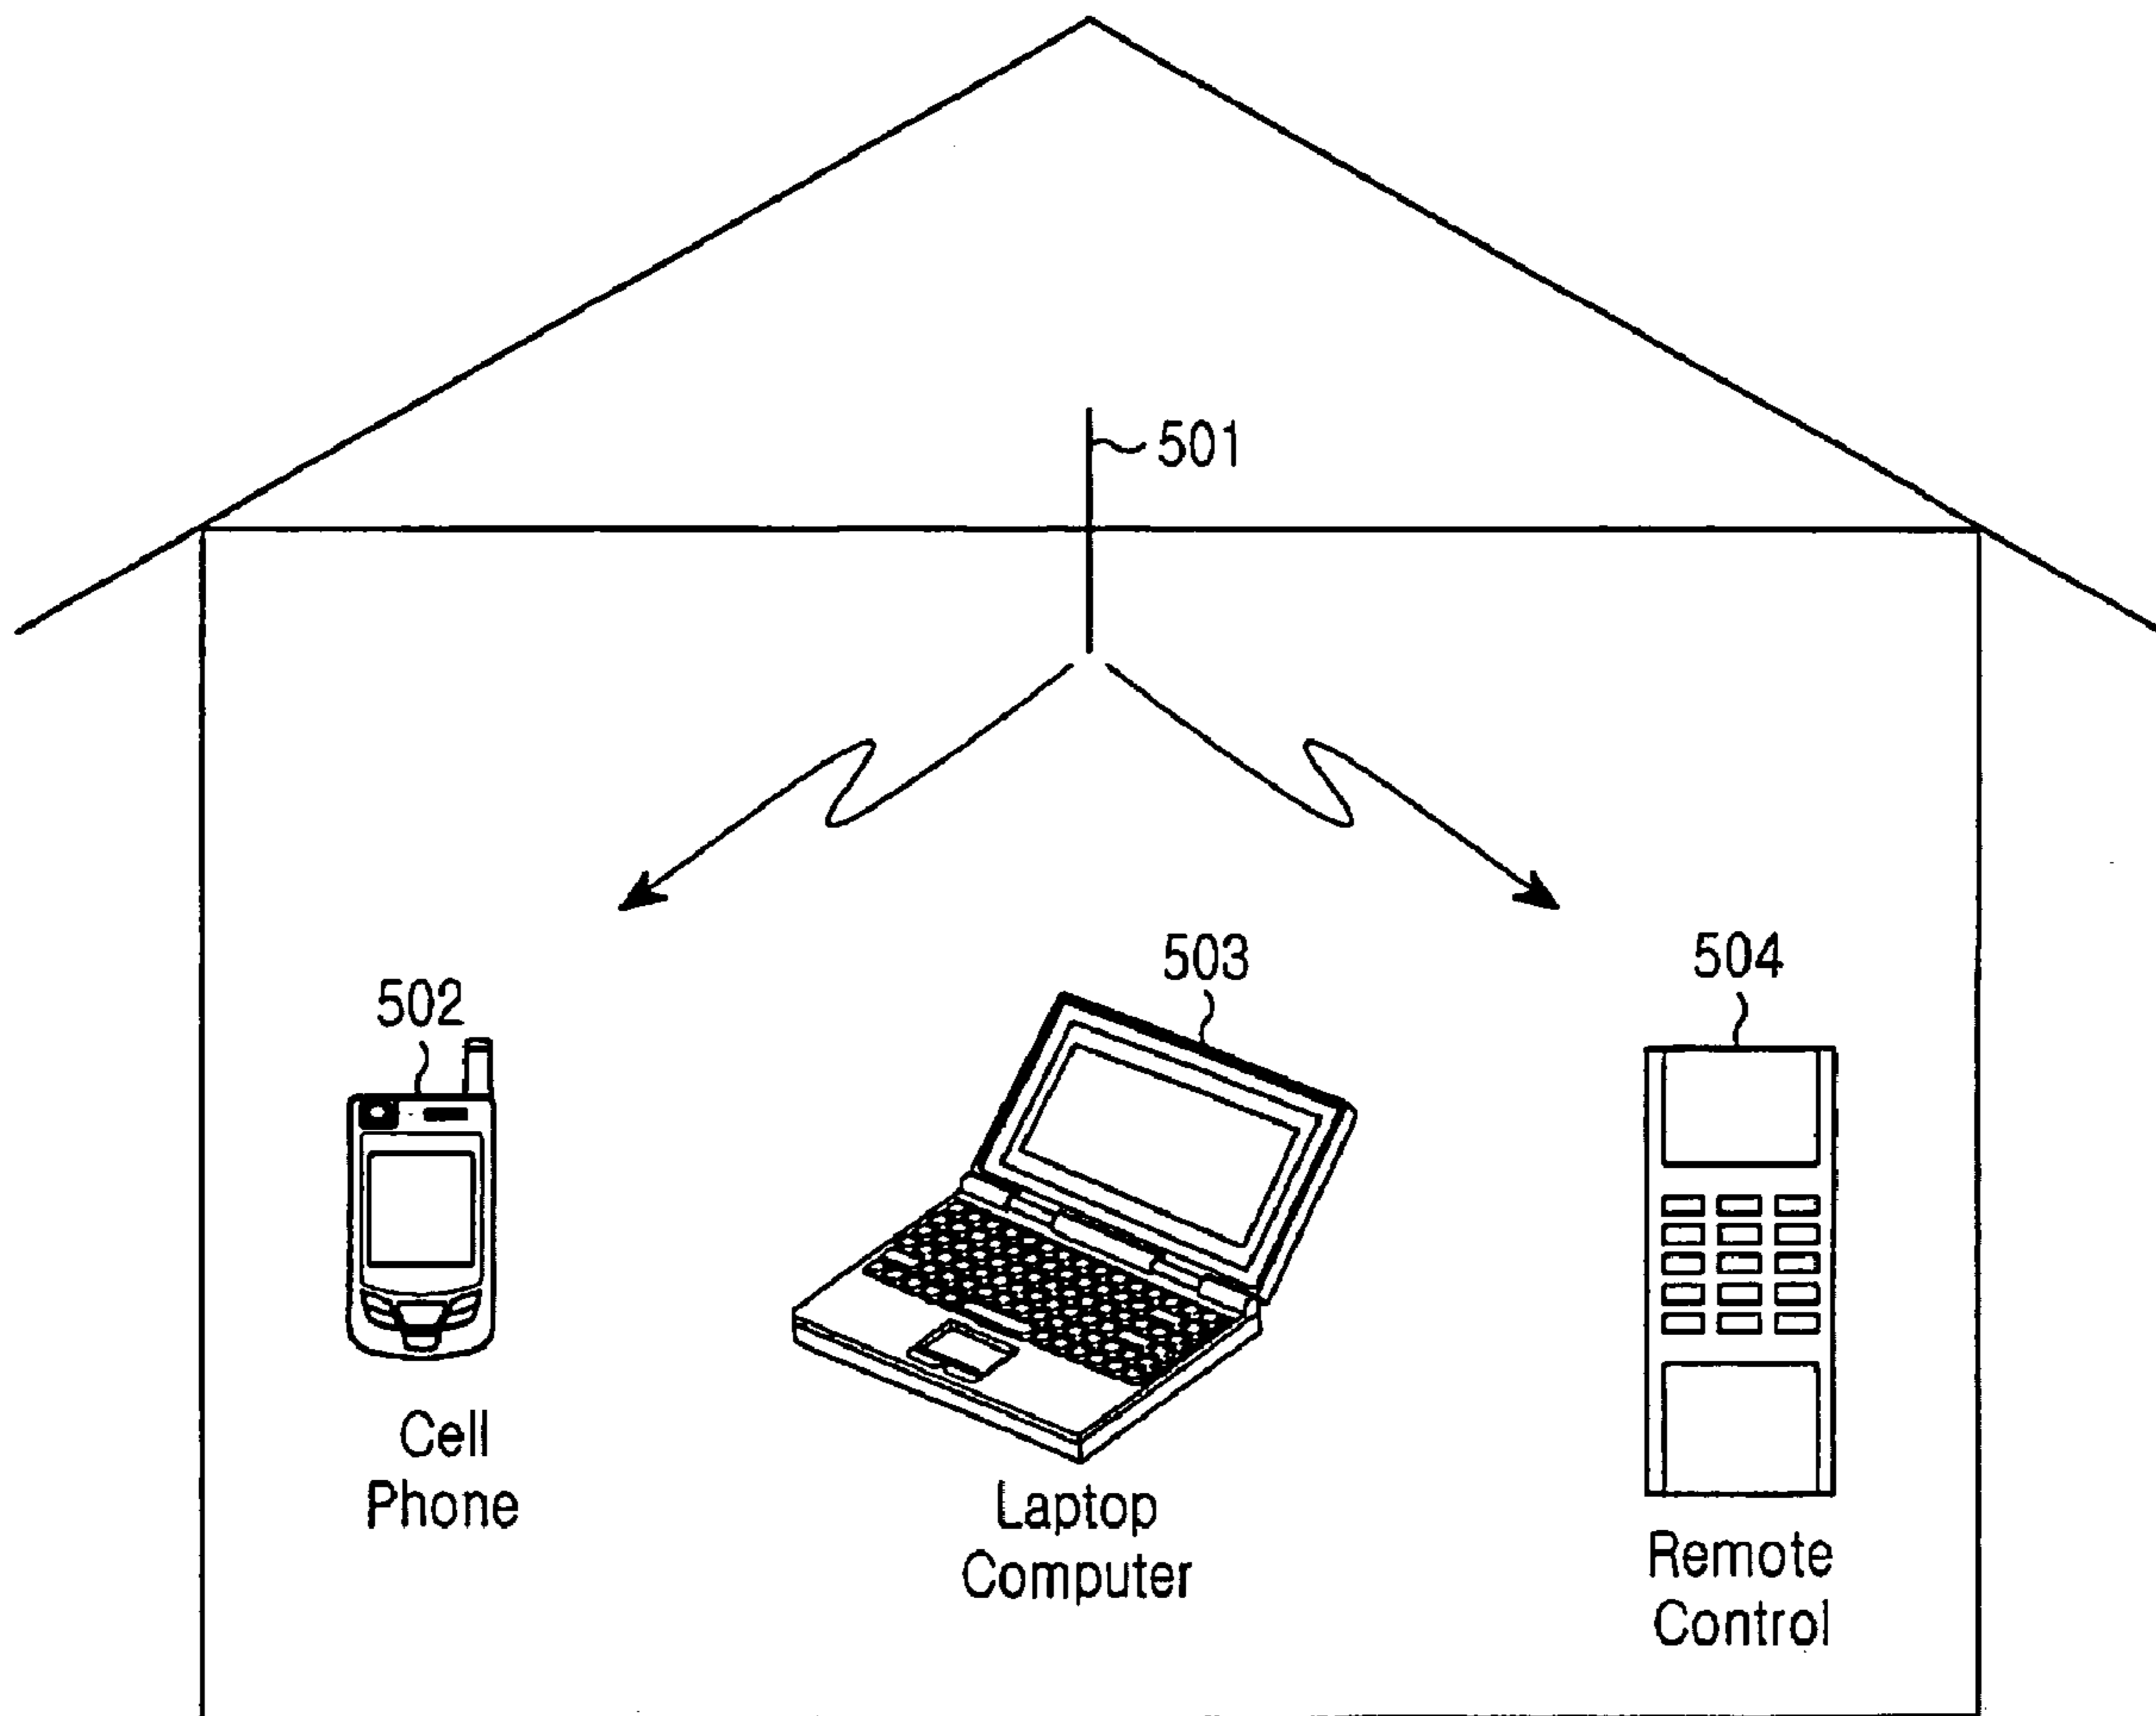 501
502
503
504
Cell
Phone
Laptop
Computer
Remote
Control